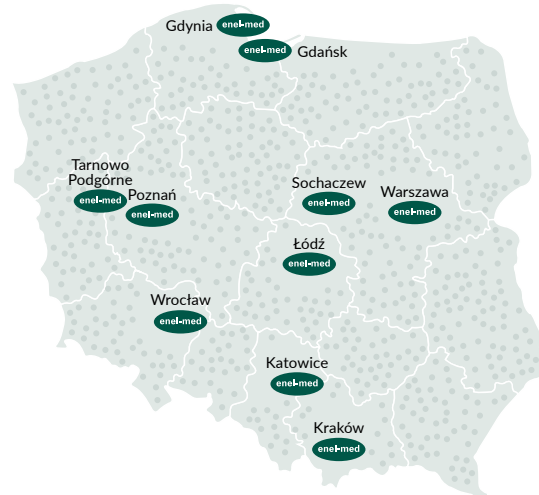 Gdynia
enel-med
enel-med
Gdańsk
Tarnowo
Podgórne
enel-med
Poznań
enel-med
Sochaczew
enel-med
Warszawa
enel-med
Łódź
enel-med
Wrocław
enel-med
Katowice
enel-med
Kraków
enel-med